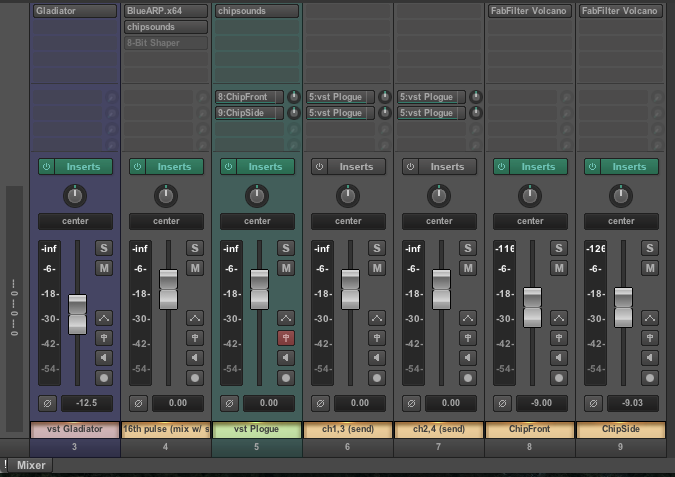 Gladiator BlueARP.x64 chipsounds FabFilter Volcano FabFilter Volcano
chipsounds
8-Bit Shaper
8:ChipFront 5:vst Plogue 5:vst Plogue
9:ChipSide 5:vst Plogue 5:vst Plogue
Inserts Inserts Inserts Inserts Inserts Inserts Inserts
center center center center center center center
-inf S -inf S -inf S -inf S -inf S -116 S -126 S
-6- M -6- M -6- M -6- M -6- M -6- M -6- M
-18- -18- -18- -18- -18- -18- -18-
-30- -30- -30- -30- -30- -30- -30-
-42- -42- -42- -42- -42- -42- -42-
-54- -54- -54- -54- -54- -54- -54-
-12.5 0.00 0.00 0.00 0.00 -9.00 -9.03
vst Gladiator 16th pulse (mix w/ s vst Plogue ch1,3 (send) ch2,4 (send) ChipFront ChipSide
3 4 5 6 7 8 9
! Mixer